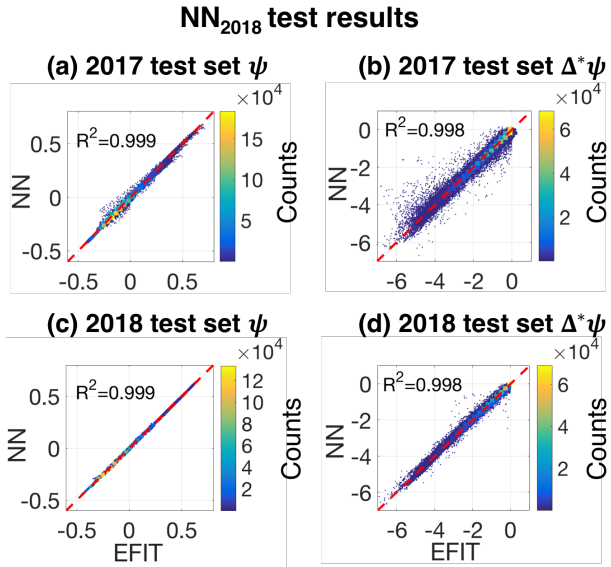 NN2018 test results
(a) 2017 test set ψ
×10^4
0.5
0
-0.5
-0.5
0
0.5
R^2=0.999
NN
15
10
5
Counts
(b) 2017 test set Δ*ψ
×10^4
0
-2
-4
-6
-6
-4
-2
0
R^2=0.998
NN
6
4
2
Counts
(c) 2018 test set ψ
×10^4
0.5
0
-0.5
-0.5
0
0.5
R^2=0.999
NN
EFIT
12
10
8
6
4
2
Counts
(d) 2018 test set Δ*ψ
×10^4
0
-2
-4
-6
-6
-4
-2
0
R^2=0.998
NN
EFIT
6
4
2
Counts